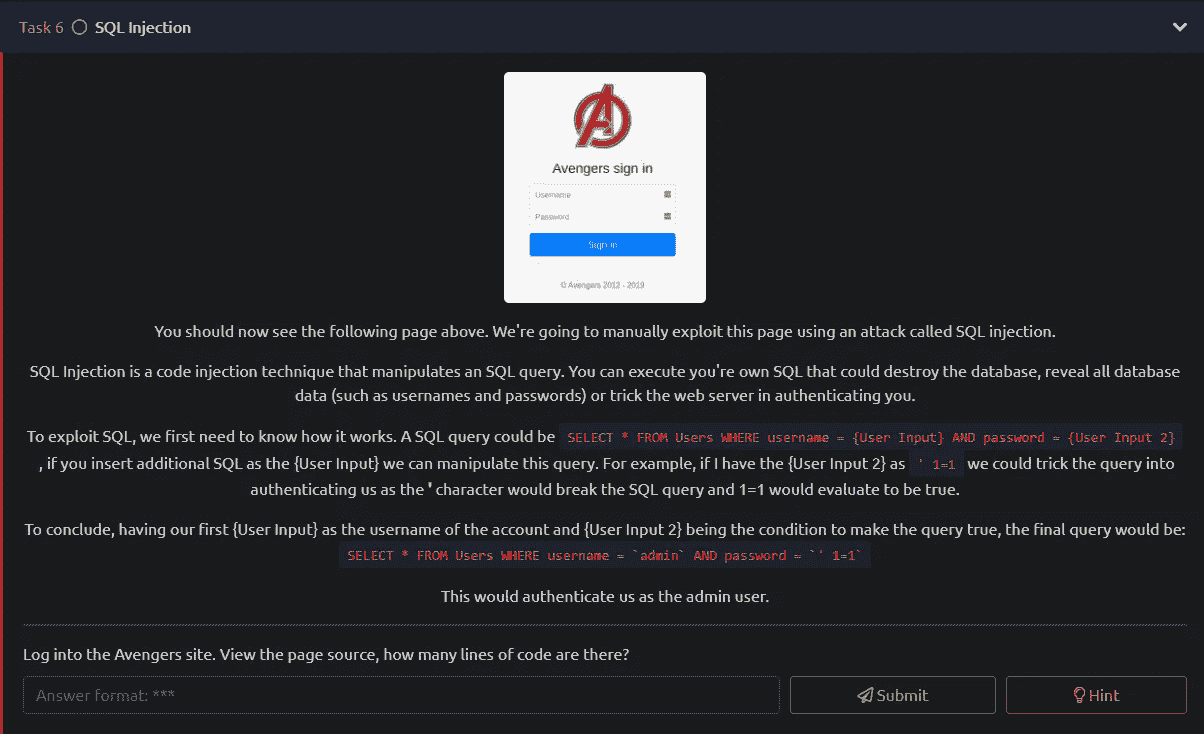 Task 6 SQL Injection
Avengers sign in
Username
Password
Sign in
© Avengers 2012 - 2019
You should now see the following page above. We're going to manually exploit this page using an attack called SQL injection.
SQL Injection is a code injection technique that manipulates an SQL query. You can execute you're own SQL that could destroy the database, reveal all database
data (such as usernames and passwords) or trick the web server in authenticating you.
To exploit SQL, we first need to know how it works. A SQL query could be SELECT * FROM Users WHERE username = {User Input} AND password = {User Input 2}
, if you insert additional SQL as the {User Input} we can manipulate this query. For example, if I have the {User Input 2} as ' 1=1 we could trick the query into
authenticating us as the ' character would break the SQL query and 1=1 would evaluate to be true.
To conclude, having our first {User Input} as the username of the account and {User Input 2} being the condition to make the query true, the final query would be:
SELECT * FROM Users WHERE username = `admin` AND password = `' 1=1`
This would authenticate us as the admin user.
Log into the Avengers site. View the page source, how many lines of code are there?
Answer format: ***
Submit
Hint